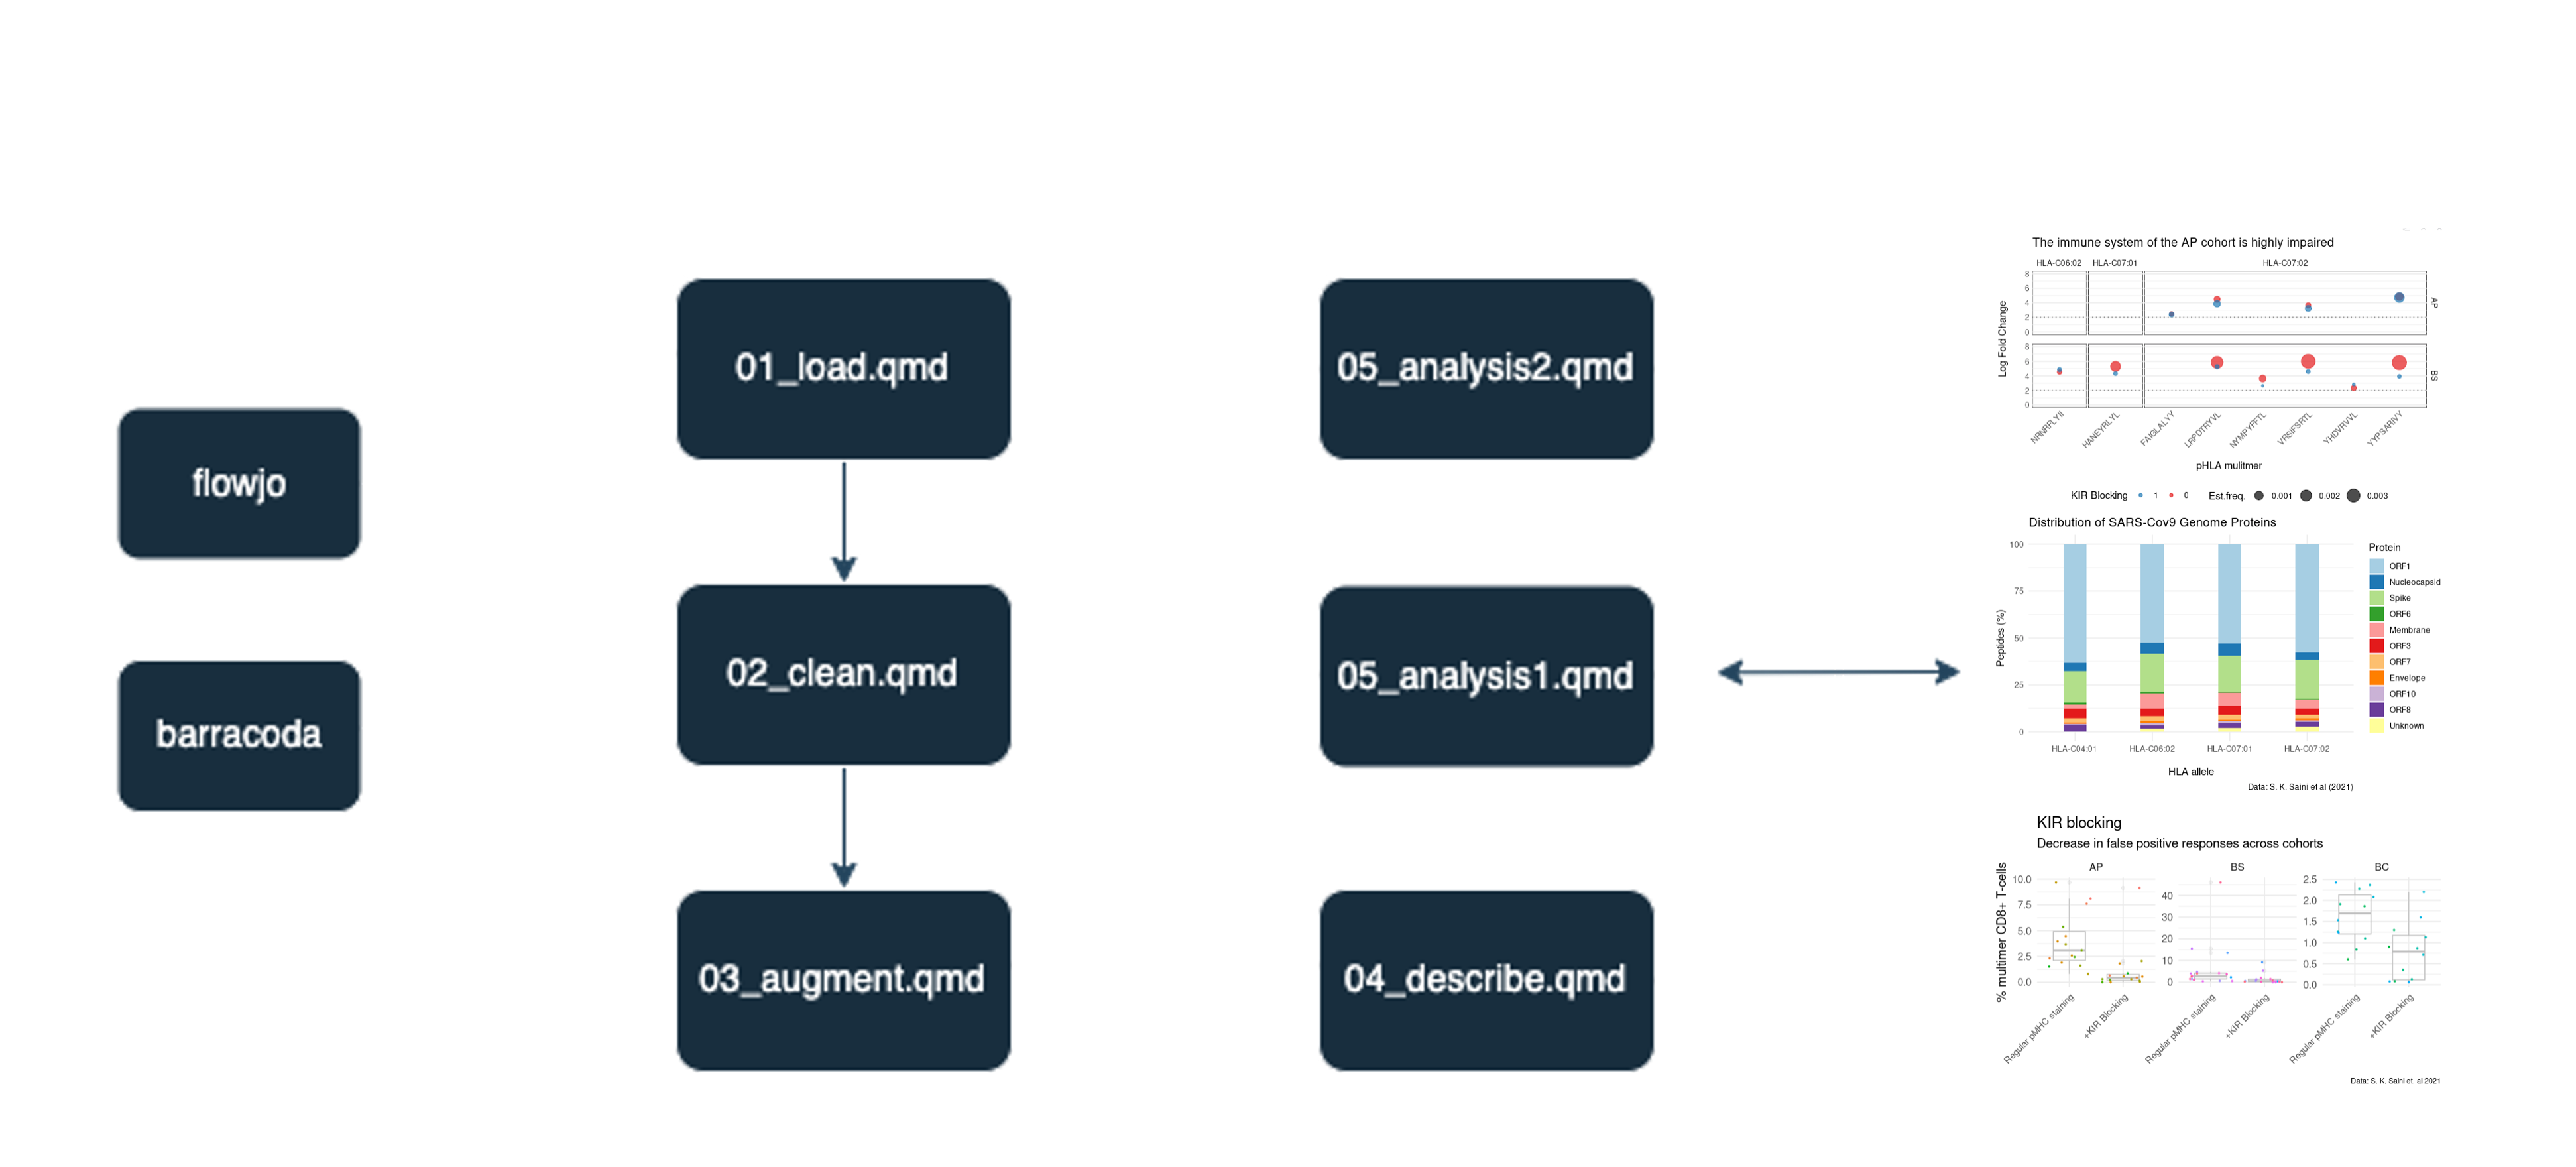 flowjo
barracoda
01_load.qmd
02_clean.qmd
03_augment.qmd
05_analysis2.qmd
05_analysis1.qmd
04_describe.qmd
The immune system of the AP cohort is highly impaired
HLA-C06:02 HLA-C07:01 HLA-C07:02
Log Fold Change
8
6
4
2
0
AP
8
6
4
2
0
BS
NRNRFLYII HANEYRLYL FAIGLALYY LRPDTRYVL NYMPYFFTL VRSIFSRTL YHDVRVVL YYPSARIVY
pHLA mulitmer
KIR Blocking 1 0 Est.freq. 0.001 0.002 0.003
Distribution of SARS-Cov9 Genome Proteins
Peptides (%)
100
75
50
25
0
HLA-C04:01 HLA-C06:02 HLA-C07:01 HLA-C07:02
HLA allele
Protein
ORF1
Nucleocapsid
Spike
ORF6
Membrane
ORF3
ORF7
Envelope
ORF10
ORF8
Unknown
Data: S. K. Saini et al (2021)
KIR blocking
Decrease in false positive responses across cohorts
% multimer CD8+ T-cells
AP BS BC
10.0
7.5
5.0
2.5
0.0
40
30
20
10
0
2.5
2.0
1.5
1.0
0.5
0.0
Regular pMHC staining +KIR Blocking Regular pMHC staining +KIR Blocking Regular pMHC staining +KIR Blocking
Data: S. K. Saini et. al 2021